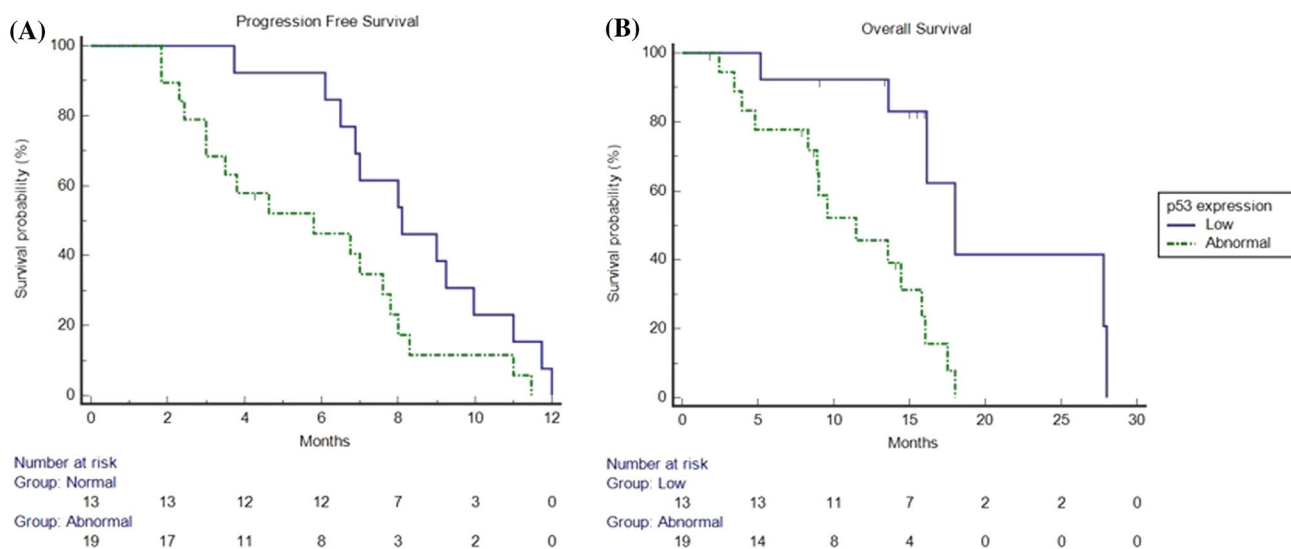 (A)
Progression Free Survival
Survival probability (%)
100
80
60
40
20
0
0 2 4 6 8 10 12
Months
Number at risk
Group: Normal
13 13 12 12 7 3 0
Group: Abnormal
19 17 11 8 3 2 0
(B)
Overall Survival
Survival probability (%)
100
80
60
40
20
0
0 5 10 15 20 25 30
Months
Number at risk
Group: Low
13 13 11 7 2 2 0
Group: Abnormal
19 14 8 4 0 0 0
p53 expression
Low
Abnormal